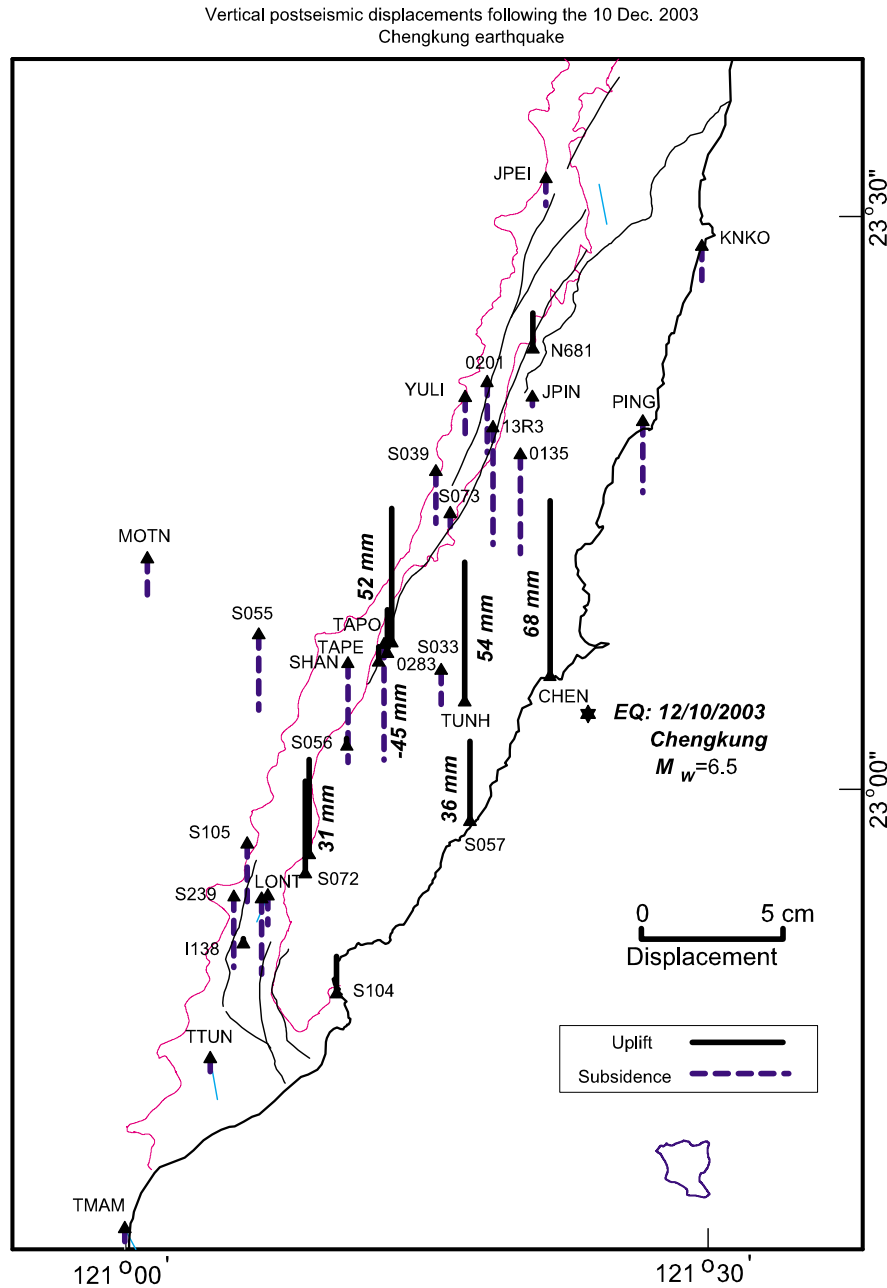 Vertical postseismic displacements following the 10 Dec. 2003
Chengkung earthquake
JPEI
23°30"
KNKO
N681
0201
YULI
JPIN
PING
13R3
S039
0135
S073
MOTN
52 mm
S055
TAPO
54 mm
68 mm
TAPE
S033
SHAN
0283
-45 mm
CHEN
TUNH
EQ: 12/10/2003
Chengkung
M w=6.5
S056
36 mm
31 mm
23°00"
S105
S057
S072
S239
LONT
0 5 cm
Displacement
I138
S104
TTUN
Uplift
Subsidence
TMAM
121°00'
121°30'